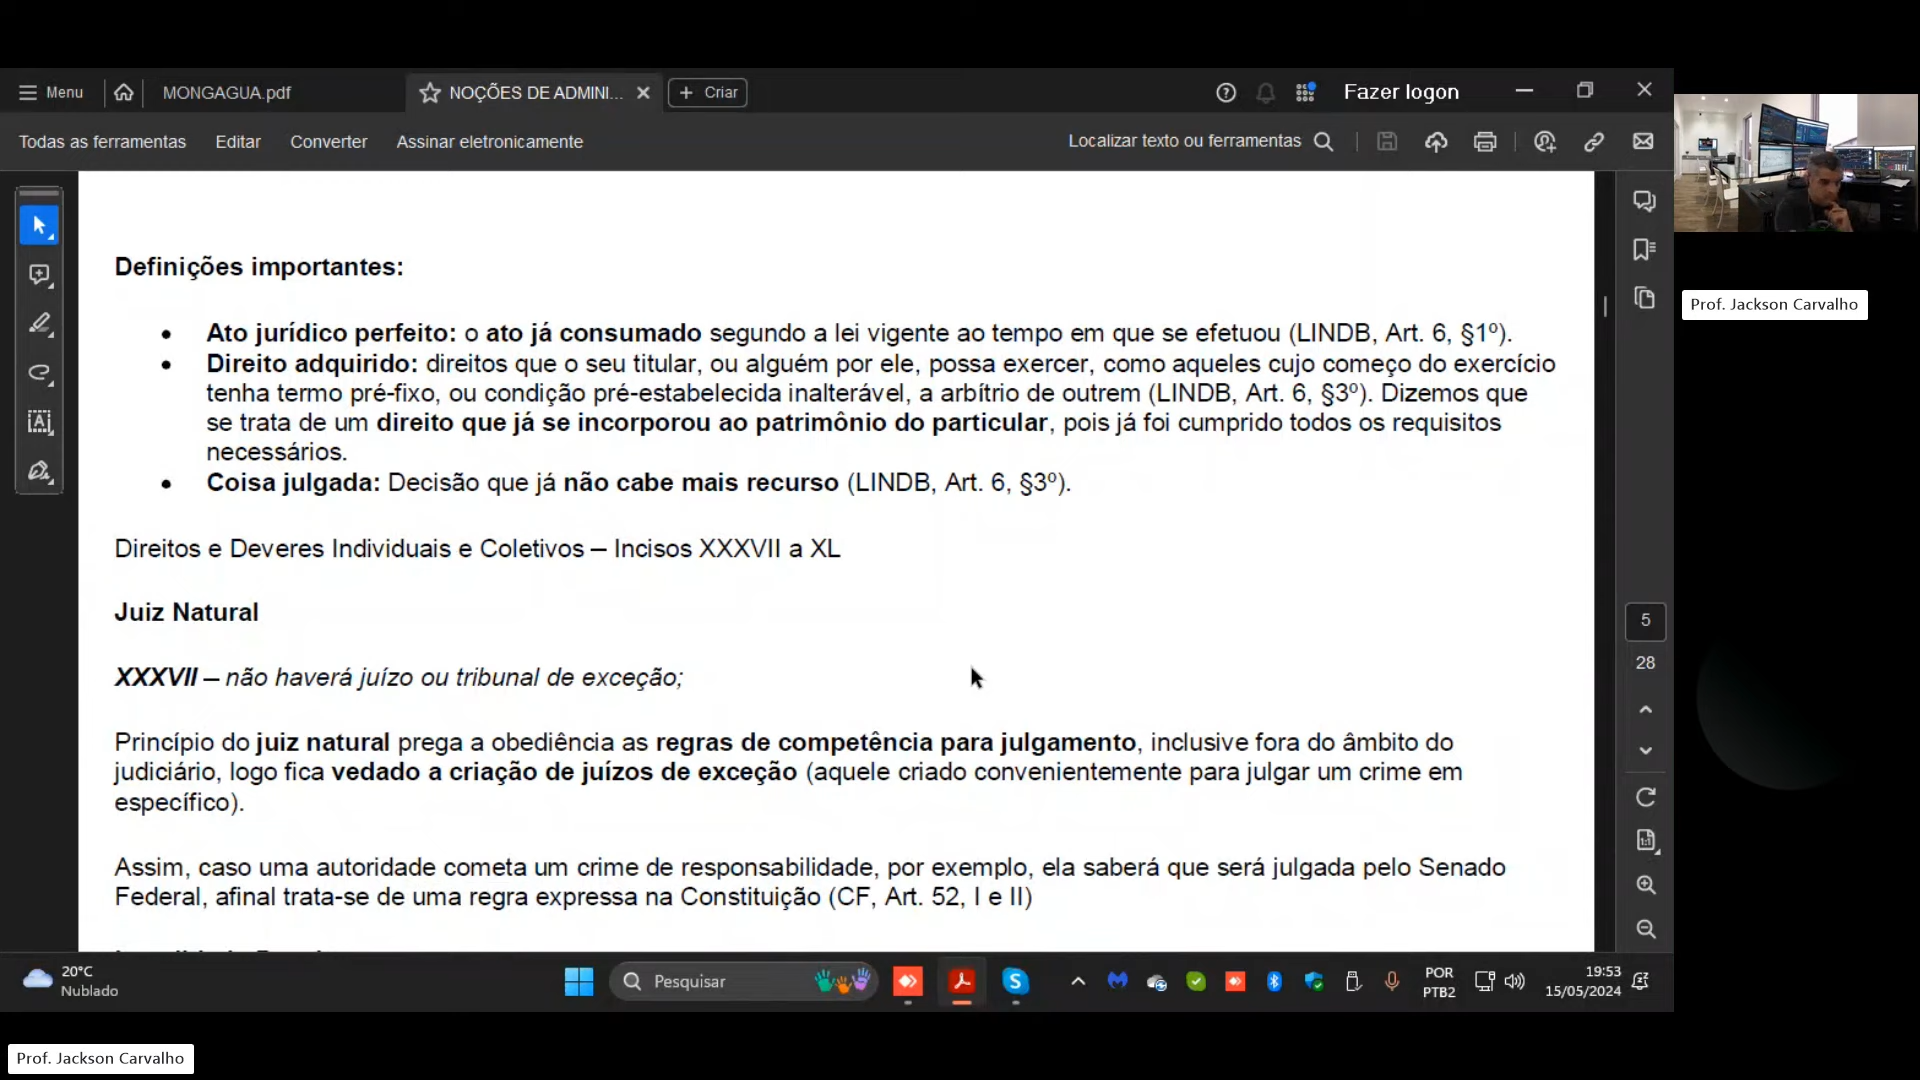 Menu
MONGAGUA.pdf
NOÇÕES DE ADMINI...
Criar
Fazer logon
Todas as ferramentas
Editar
Converter
Assinar eletronicamente
Localizar texto ou ferramentas
Definições importantes:
• Ato jurídico perfeito: o ato já consumado segundo a lei vigente ao tempo em que se efetuou (LINDB, Art. 6, §1º).
• Direito adquirido: direitos que o seu titular, ou alguém por ele, possa exercer, como aqueles cujo começo do exercício
tenha termo pré-fixo, ou condição pré-estabelecida inalterável, a arbítrio de outrem (LINDB, Art. 6, §3º). Dizemos que
se trata de um direito que já se incorporou ao patrimônio do particular, pois já foi cumprido todos os requisitos
necessários.
• Coisa julgada: Decisão que já não cabe mais recurso (LINDB, Art. 6, §3º).
Direitos e Deveres Individuais e Coletivos – Incisos XXXVII a XL
Juiz Natural
XXXVII – não haverá juízo ou tribunal de exceção;
Princípio do juiz natural prega a obediência as regras de competência para julgamento, inclusive fora do âmbito do
judiciário, logo fica vedado a criação de juízos de exceção (aquele criado convenientemente para julgar um crime em
específico).
Assim, caso uma autoridade cometa um crime de responsabilidade, por exemplo, ela saberá que será julgada pelo Senado
Federal, afinal trata-se de uma regra expressa na Constituição (CF, Art. 52, I e II)
5
28
20°C
Nublado
Pesquisar
POR
PTB2
19:53
15/05/2024
Prof. Jackson Carvalho
Prof. Jackson Carvalho